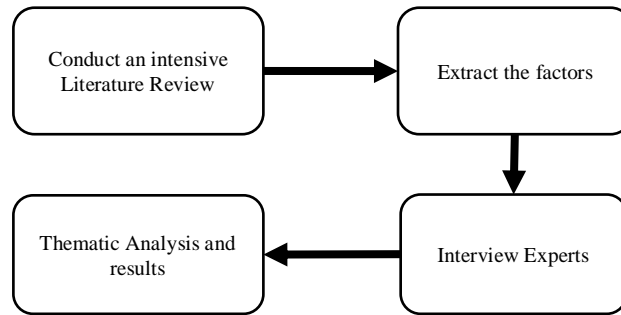 Conduct an intensive
Literature Review
Extract the factors
Interview Experts
Thematic Analysis and
results